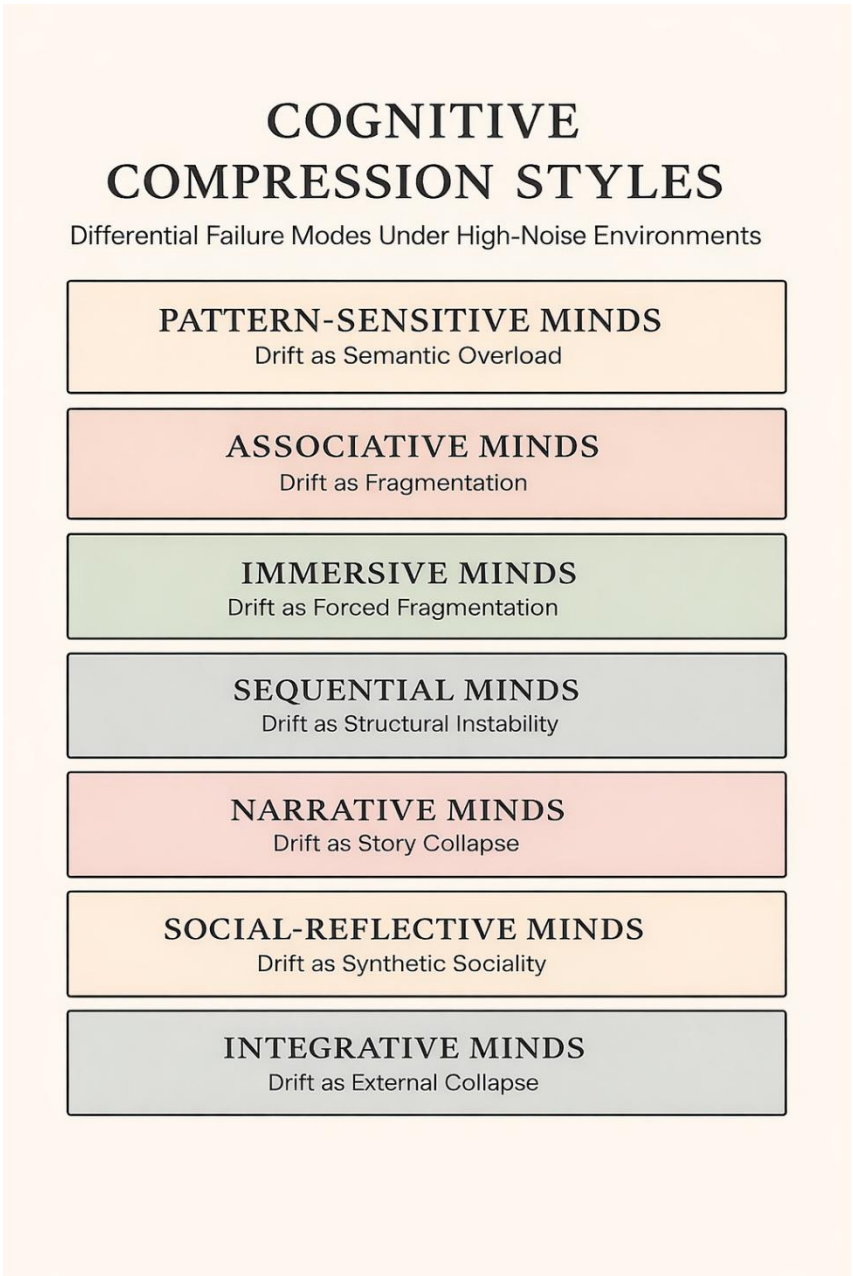 COGNITIVE
COMPRESSION STYLES
Differential Failure Modes Under High-Noise Environments
PATTERN-SENSITIVE MINDS
Drift as Semantic Overload
ASSOCIATIVE MINDS
Drift as Fragmentation
IMMERSIVE MINDS
Drift as Forced Fragmentation
SEQUENTIAL MINDS
Drift as Structural Instability
NARRATIVE MINDS
Drift as Story Collapse
SOCIAL-REFLECTIVE MINDS
Drift as Synthetic Sociality
INTEGRATIVE MINDS
Drift as External Collapse